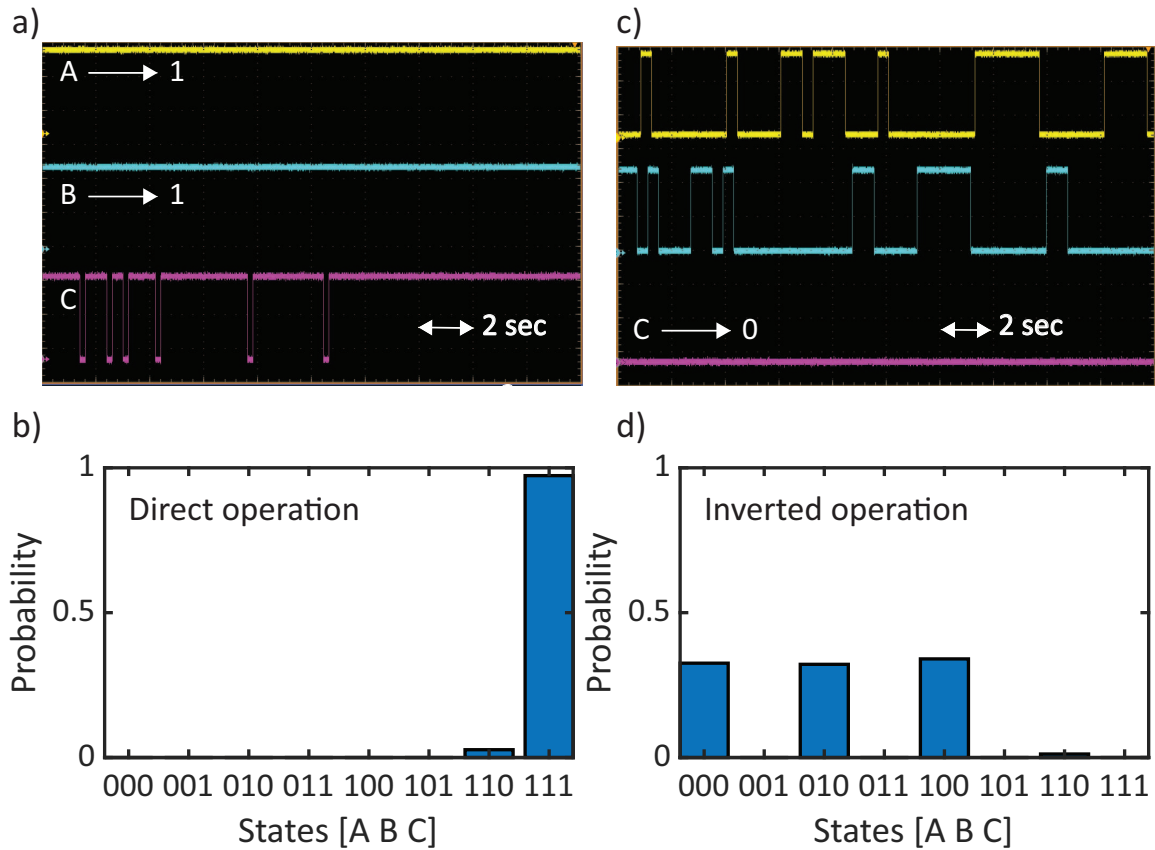 a)
A → 1
B → 1
C
2 sec
b)
1
0.5
0
Probability
Direct operation
000 001 010 011 100 101 110 111
States [A B C]
c)
C → 0
2 sec
d)
1
0.5
0
Probability
Inverted operation
000 001 010 011 100 101 110 111
States [A B C]